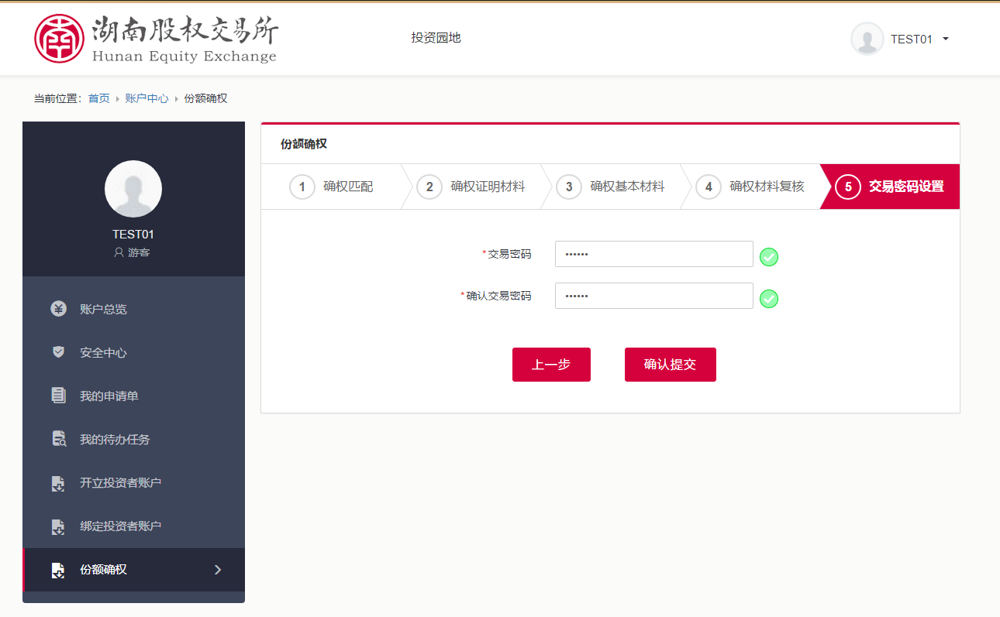 湖南股权交易所
Hunan Equity Exchange
投资园地
TEST01
当前位置：首页 账户中心 份额确权
TEST01
游客
账户总览
安全中心
我的申请单
我的待办任务
开立投资者账户
绑定投资者账户
份额确权
份额确权
1 确权匹配 2 确权证明材料 3 确权基本材料 4 确权材料复核 5 交易密码设置
*交易密码 ••••••
*确认交易密码 ••••••
上一步 确认提交